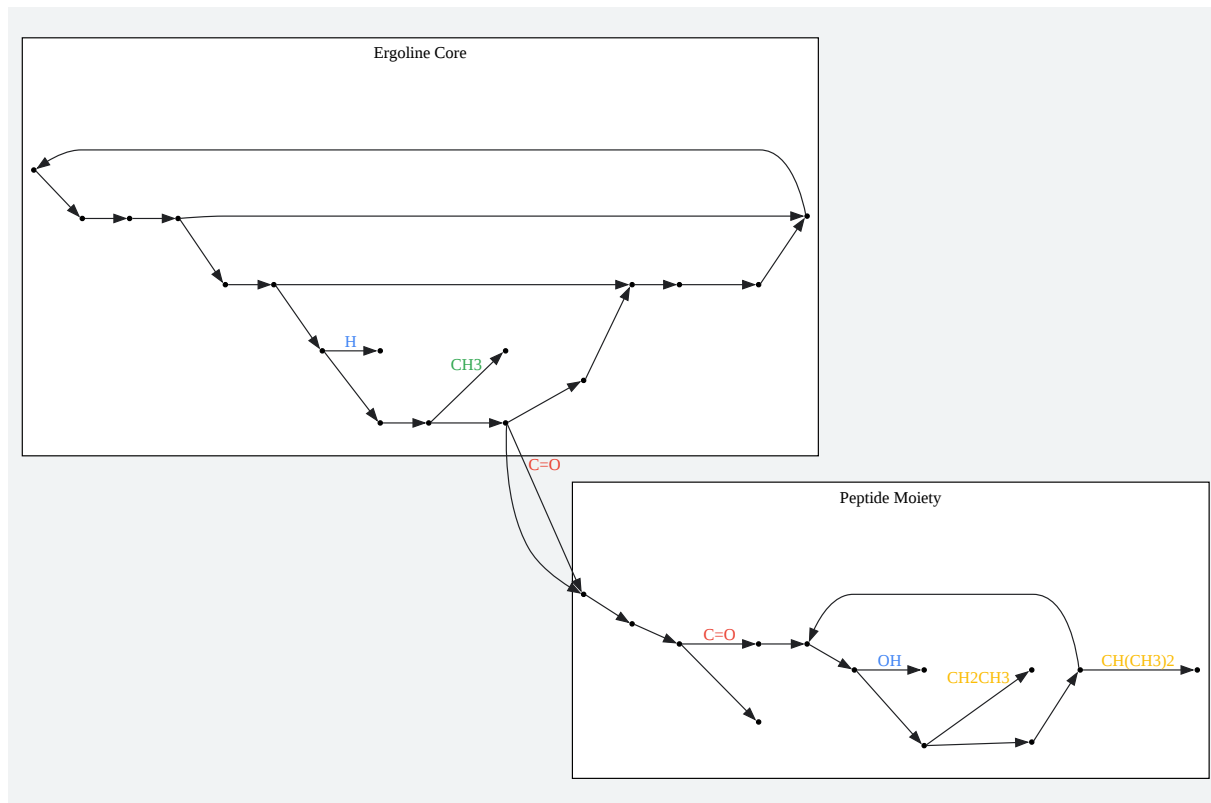 Ergoline Core
H
CH3
C=O
Peptide Moiety
C=O
OH
CH(CH3)2
CH2CH3